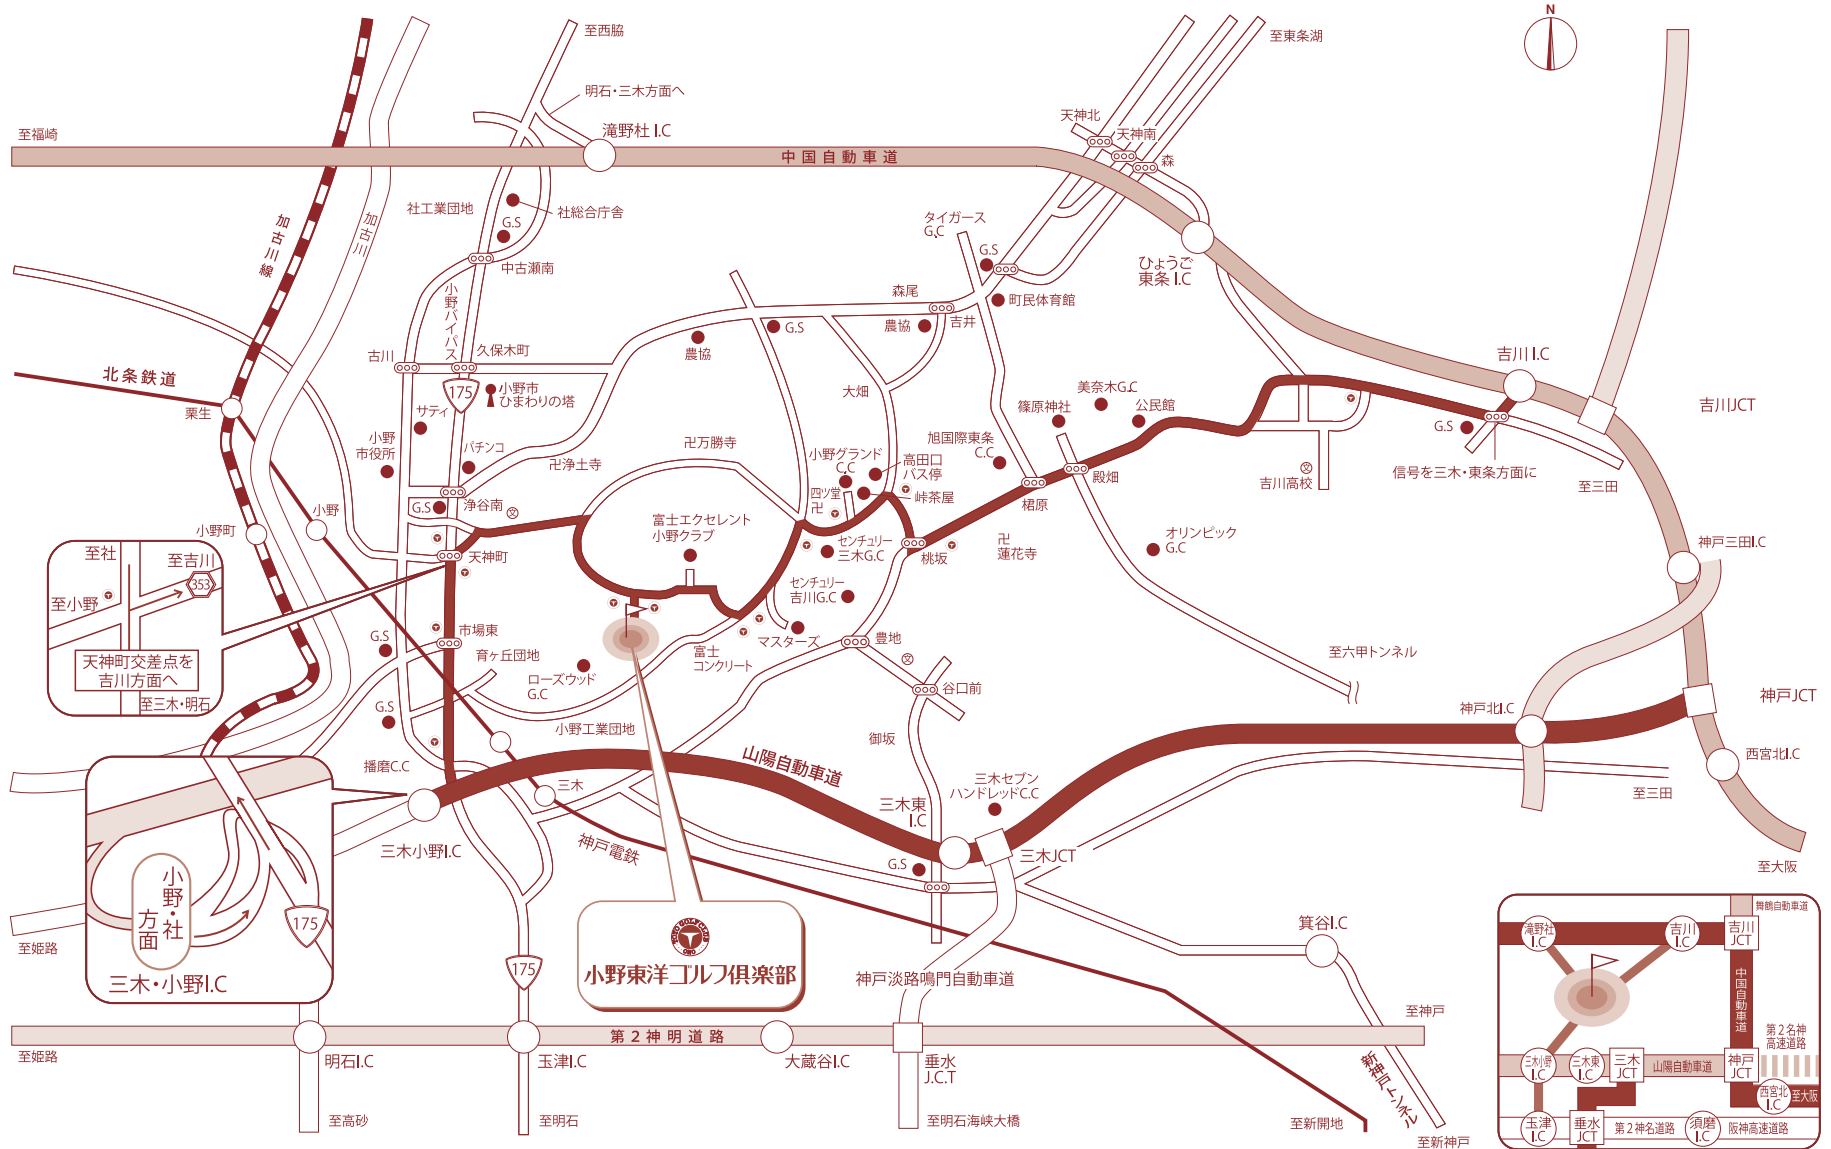 N
至西脇
至東条湖
明石・三木方面へ
滝野杜 I.C
至福崎
中国自動車道
天神北
天神南
森
加古川線
加古川
社工業団地
社総合庁舎
G.S
中古瀬南
小野バイパス
タイガース
G.C
G.S
ひょうご
東条 I.C
町民体育館
森尾
吉井
農協
G.S
農協
古川
久保木町
175
小野市
ひまわりの塔
北条鉄道
粟生
サティ
小野
市役所
パチンコ
卍浄土寺
卍万勝寺
大畑
小野グランド
C.C
高田口
バス停
四ツ堂
卍
峠茶屋
旭国際東条
C.C
篠原神社
美奈木G.C
公民館
吉川 I.C
吉川JCT
G.S
信号を三木・東条方面に
至三田
吉川高校
文
殿畑
椐原
桃坂
卍
蓮花寺
オリンピック
G.C
神戸三田I.C
G.S
浄谷南
文
小野
小野町
天神町
富士エクセレント
小野クラブ
センチュリー
三木G.C
センチュリー
吉川G.C
マスターズ
至社
至吉川
353
至小野
天神町交差点を
吉川方面へ
至三木・明石
G.S
市場東
育ヶ丘団地
ローズウッド
G.C
富士
コンクリート
豊地
文
谷口前
至六甲トンネル
神戸北I.C
神戸JCT
西宮北I.C
G.S
小野工業団地
御坂
播磨C.C
山陽自動車道
三木セブン
ハンドレッドC.C
三木東
I.C
三木
三木小野I.C
神戸電鉄
三木JCT
G.S
至三田
至大阪
小野・社
方面
175
三木・小野I.C
至姫路
175
小野東洋ゴルフ倶楽部
神戸淡路鳴門自動車道
箕谷I.C
至神戸
第2神明道路
至姫路
明石I.C
玉津I.C
大蔵谷I.C
垂水
J.C.T
新神戸トンネル
至高砂
至明石
至明石海峡大橋
至新開地
至新神戸
舞鶴自動車道
滝野社
I.C
吉川
I.C
吉川
JCT
中国自動車道
第2名神
高速道路
三木小野
I.C
三木東
I.C
三木
JCT
山陽自動車道
神戸
JCT
西宮北
I.C
至大阪
玉津
I.C
垂水
JCT
第2神名道路
須磨
I.C
阪神高速道路